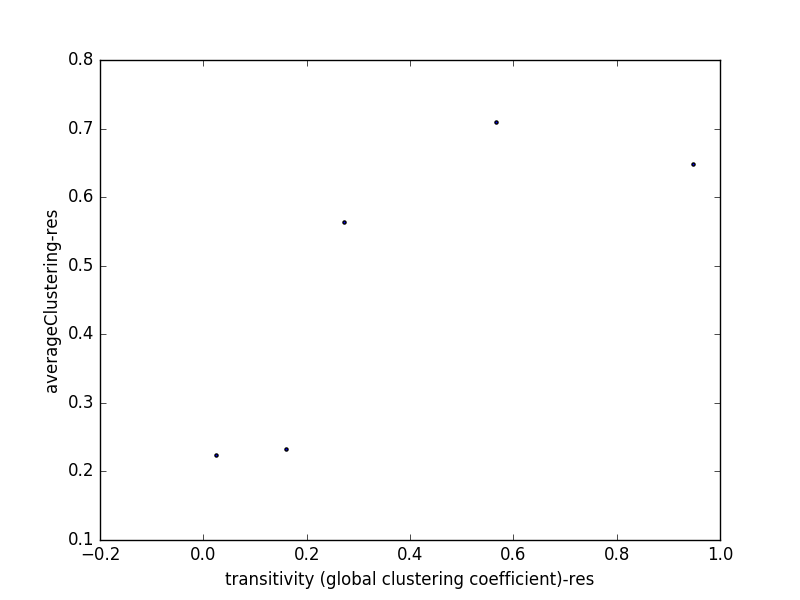 0.8
0.7
0.6
0.5
0.4
0.3
0.2
0.1
averageClustering-res
−0.2 0.0 0.2 0.4 0.6 0.8 1.0
transitivity (global clustering coefficient)-res